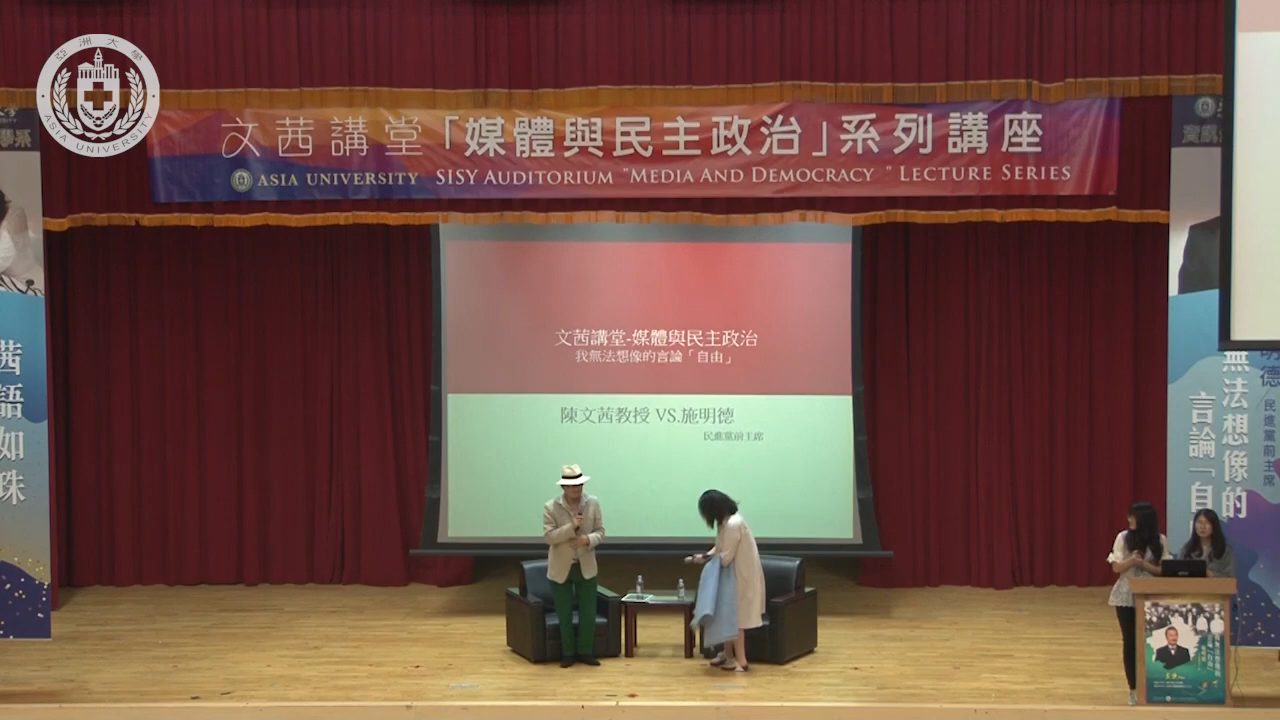 亞洲大學
ASIA UNIVERSITY
文茜講堂「媒體與民主政治」系列講座
ASIA UNIVERSITY SISY AUDITORIUM "MEDIA AND DEMOCRACY " LECTURE SERIES
文茜講堂-媒體與民主政治
我無法想像的言論「自由」
陳文茜教授 VS.施明德
民進黨前主席
茜語如珠
無法想像的
言論「自
明德
民進黨前主席